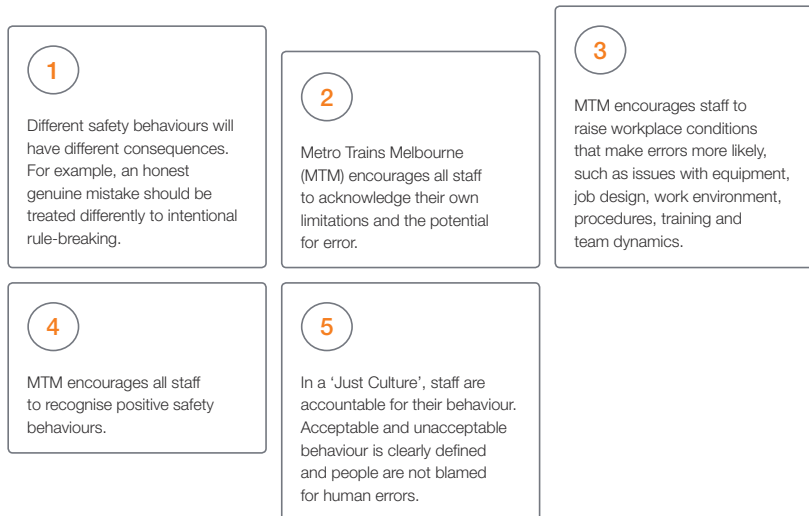 1
Different safety behaviours will
have different consequences.
For example, an honest
genuine mistake should be
treated differently to intentional
rule-breaking.
2
Metro Trains Melbourne
(MTM) encourages all staff
to acknowledge their own
limitations and the potential
for error.
3
MTM encourages staff to
raise workplace conditions
that make errors more likely,
such as issues with equipment,
job design, work environment,
procedures, training and
team dynamics.
4
MTM encourages all staff
to recognise positive safety
behaviours.
5
In a ‘Just Culture’, staff are
accountable for their behaviour.
Acceptable and unacceptable
behaviour is clearly defined
and people are not blamed
for human errors.